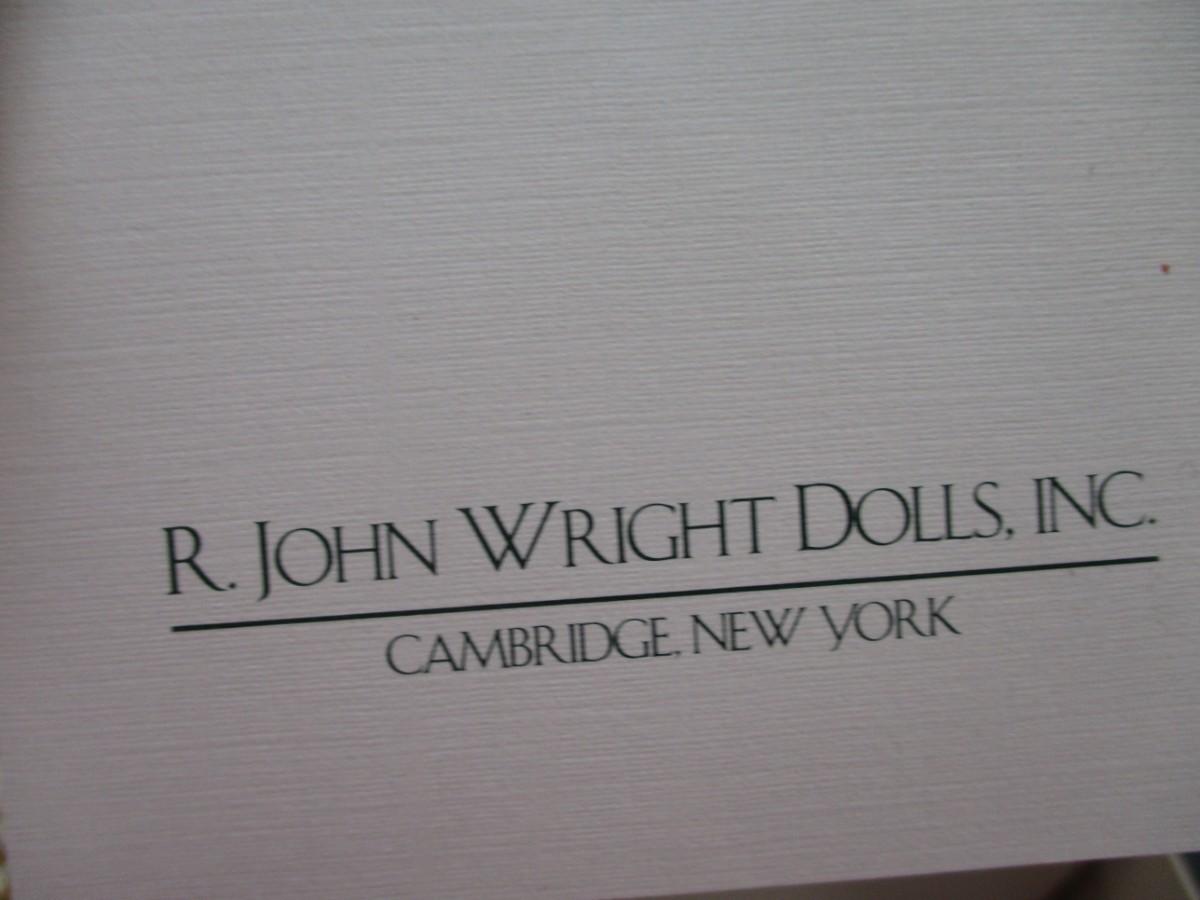 R. JOHN WRIGHT DOLLS, INC.
CAMBRIDGE, NEW YORK